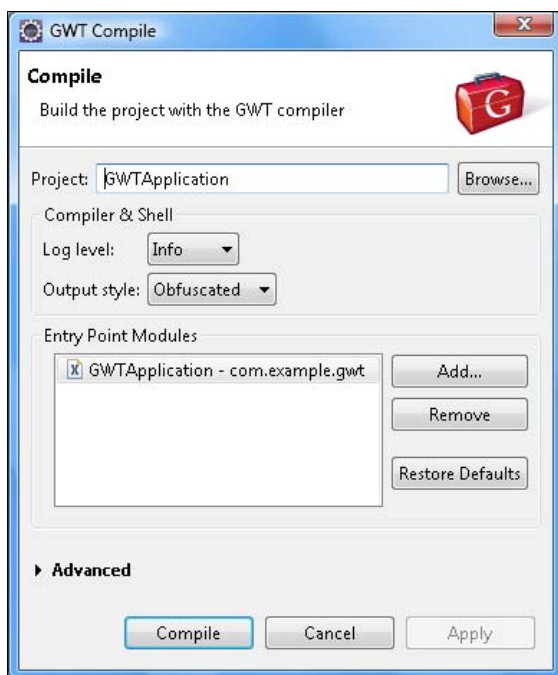 GWT Compile
Compile
Build the project with the GWT compiler
G
Project: GWTApplication Browse...
Compiler & Shell
Log level: Info
Output style: Obfuscated
Entry Point Modules
X GWTApplication - com.example.gwt Add...
Remove
Restore Defaults
Advanced
Compile Cancel Apply